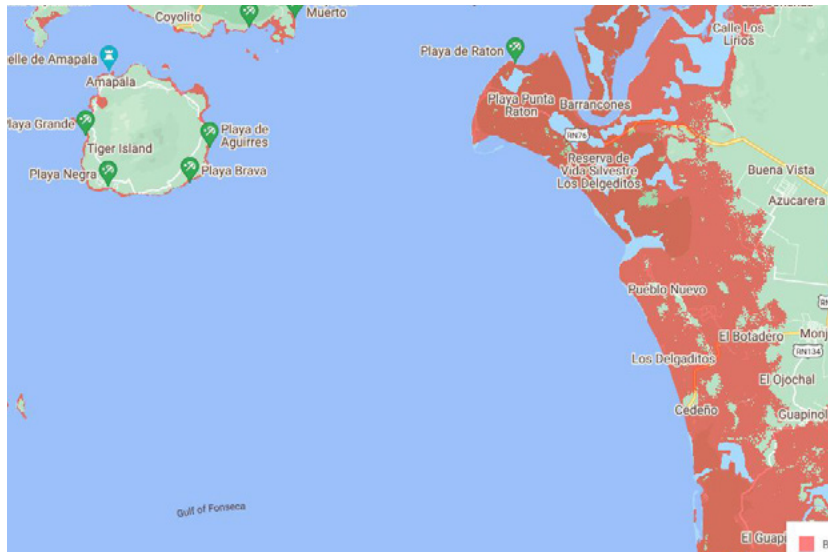 Coyolito
Muerto
elle de Amapala
Amapala
Playa Grande
Tiger Island
Playa de
Aguirres
Playa Negra
Playa Brava
Playa de Raton
Calle Los
Lirios
Playa Punta
Raton
Barrancones
RN76
Reserva de
Vida Silvestre
Los Delgeditos
Buena Vista
Azucarera
Pueblo Nuevo
El Botadero
Monj
RN134
Los Delgaditos
El Ojochal
Cedeño
Guapinol
Gulf of Fonseca
El Guapi